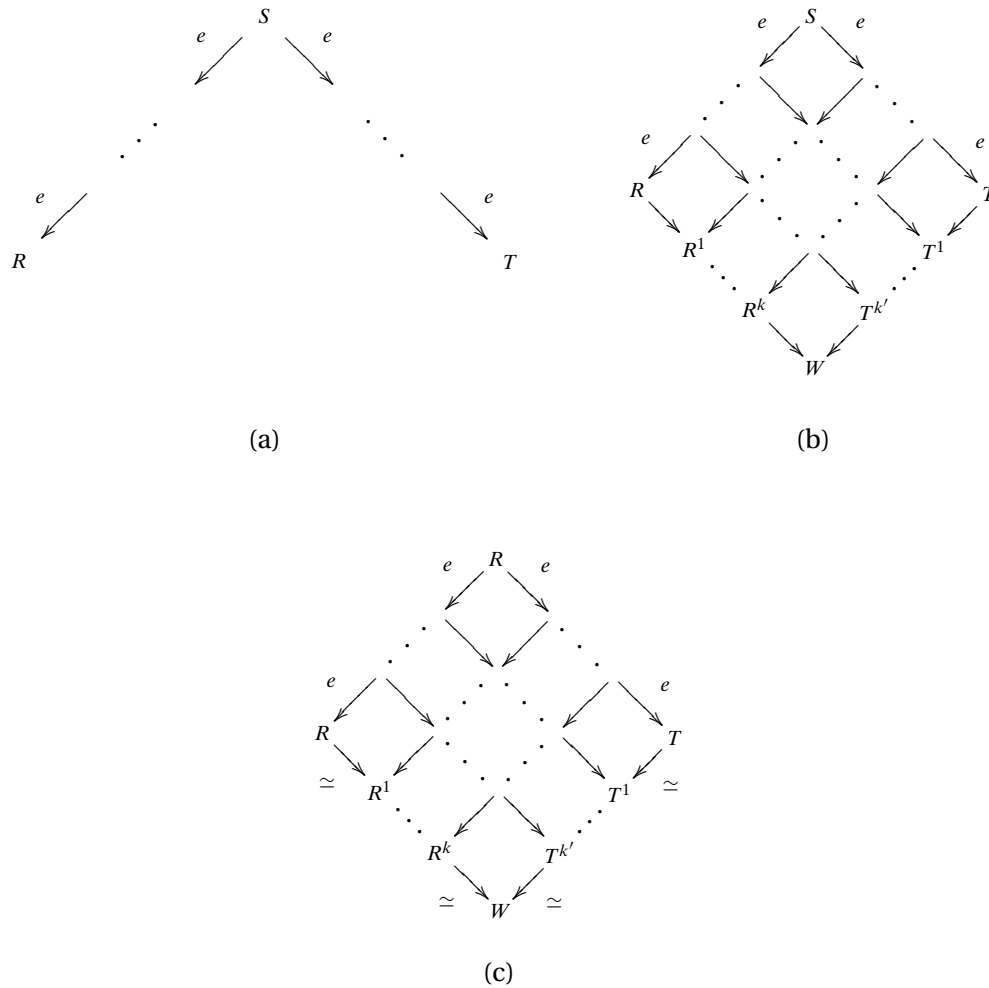 S
e e
e e
R T
(a)
S
e e
e e
R T
R¹ T¹
Rᵏ Tᵏ′
W
(b)
R
e e
e e
R T
≃ R¹ T¹ ≃
Rᵏ Tᵏ′
≃ W ≃
(c)